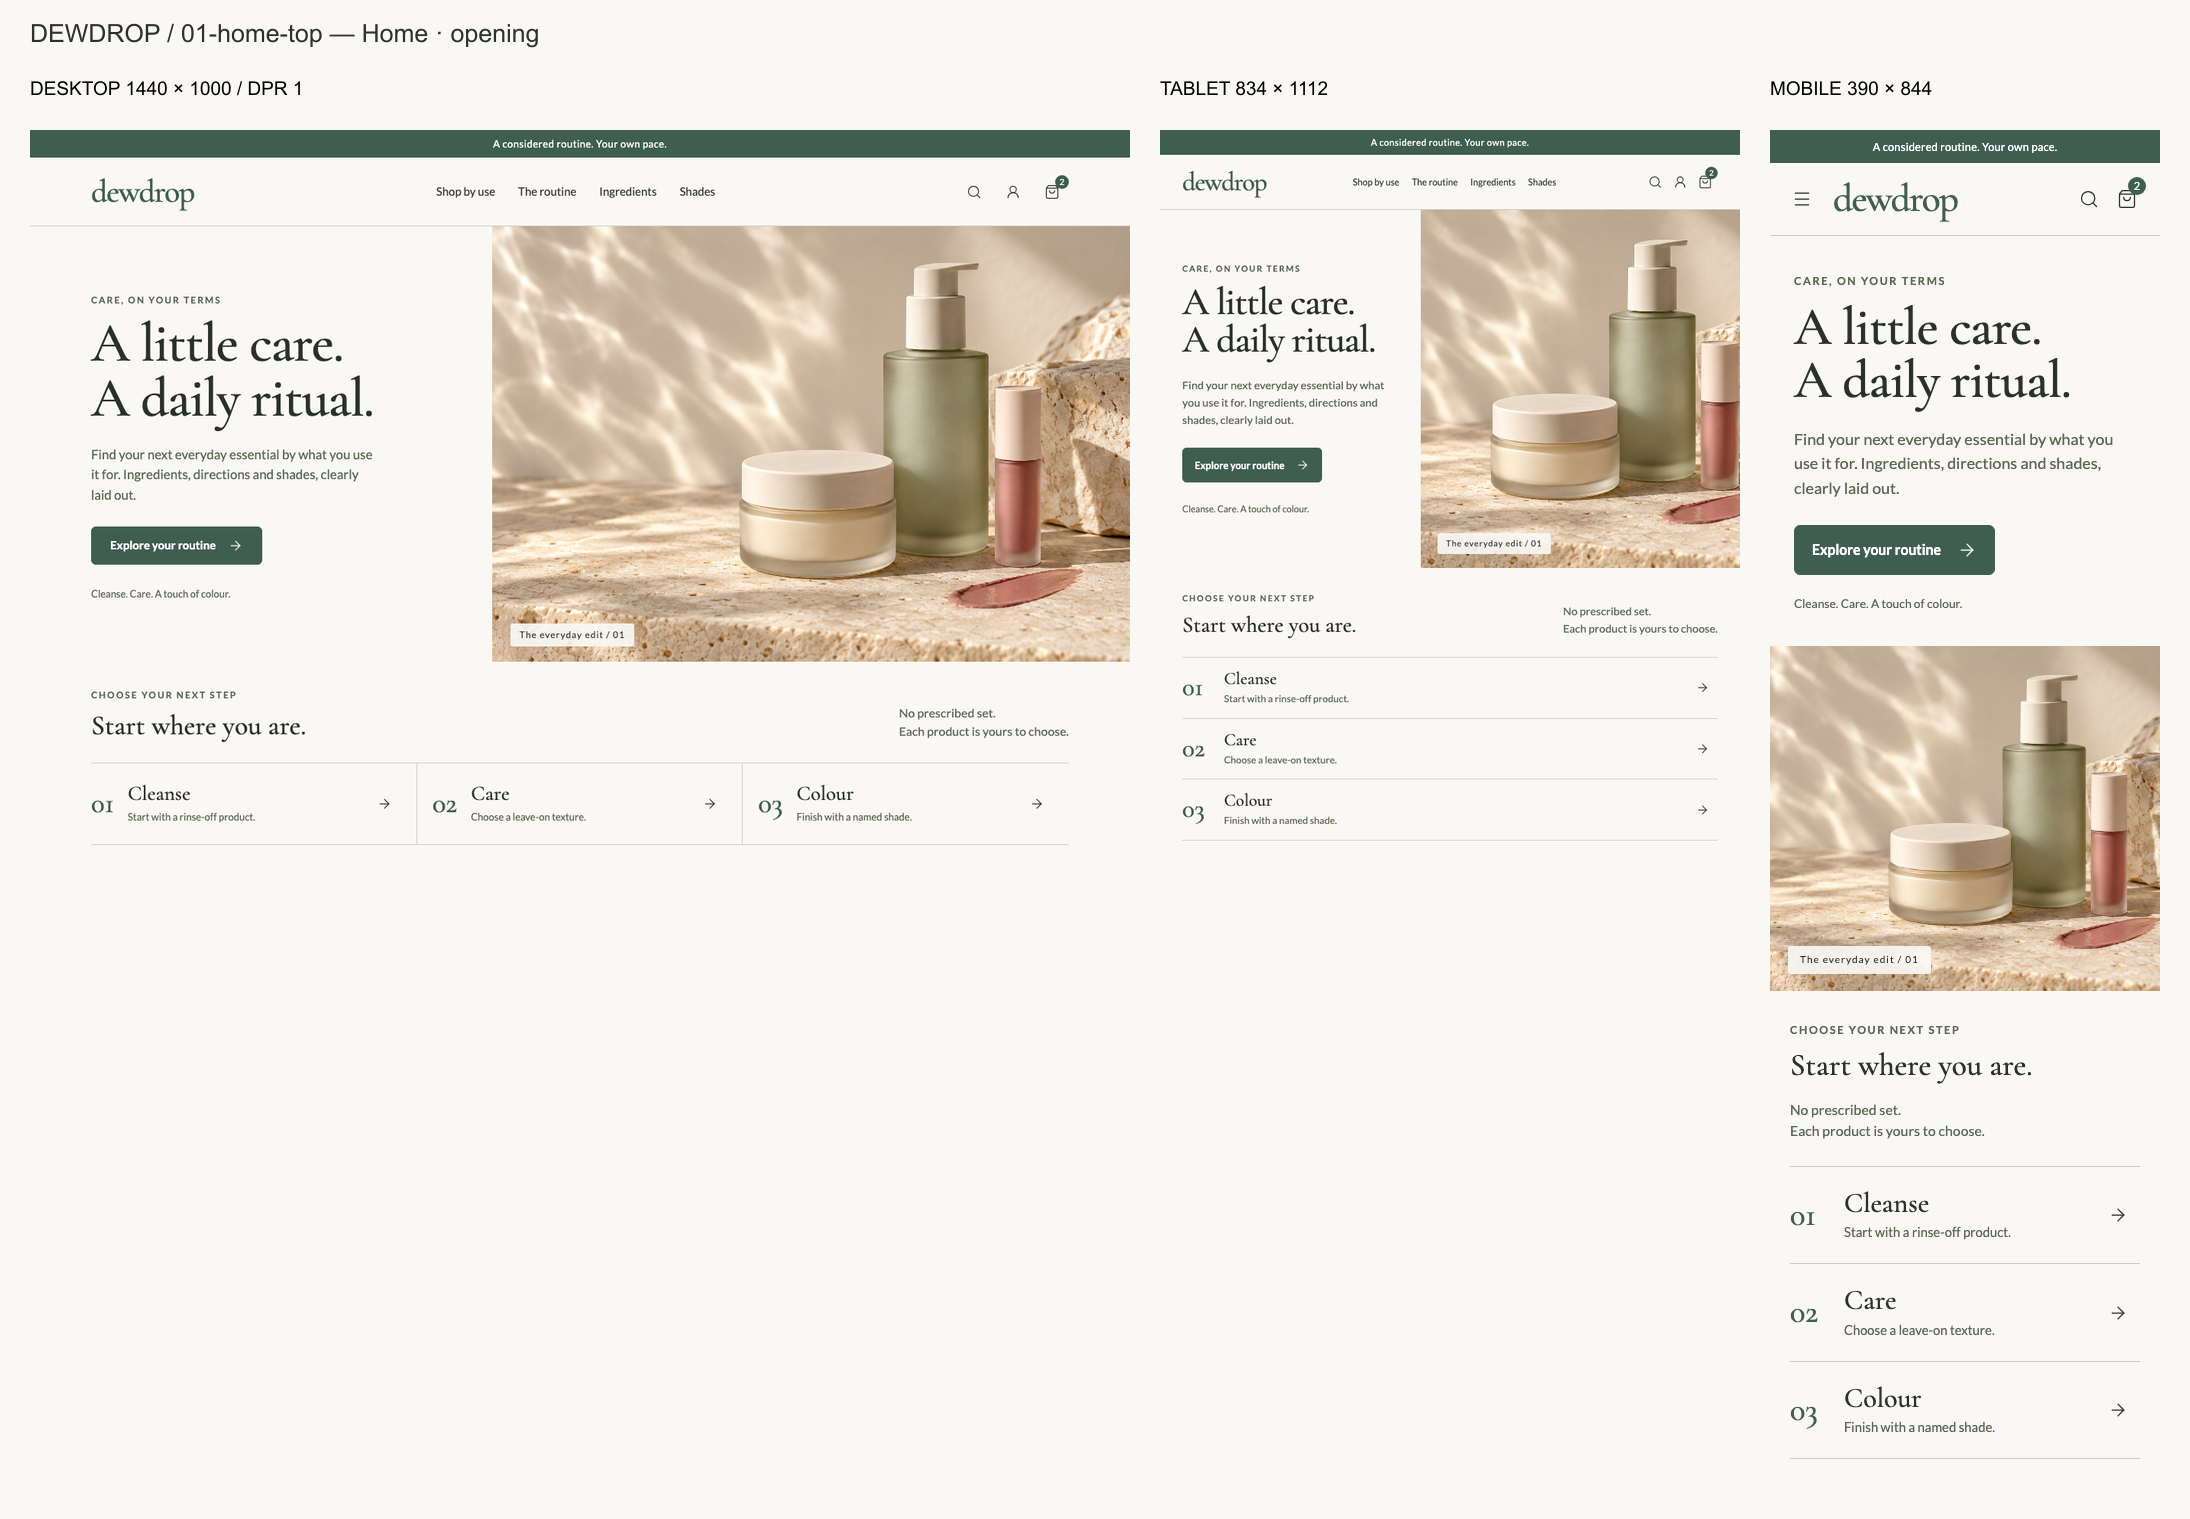 DEWDROP / 01-home-top — Home · opening
DESKTOP 1440 × 1000 / DPR 1
A considered routine. Your own pace.
dewdrop
Shop by use
The routine
Ingredients
Shades
2
CARE, ON YOUR TERMS
A little care.
A daily ritual.
Find your next everyday essential by what you use
it for. Ingredients, directions and shades, clearly
laid out.
Explore your routine
Cleanse. Care. A touch of colour.
The everyday edit / 01
CHOOSE YOUR NEXT STEP
Start where you are.
No prescribed set.
Each product is yours to choose.
01
Cleanse
Start with a rinse-off product.
02
Care
Choose a leave-on texture.
03
Colour
Finish with a named shade.
TABLET 834 × 1112
A considered routine. Your own pace.
dewdrop
Shop by use
The routine
Ingredients
Shades
2
CARE, ON YOUR TERMS
A little care.
A daily ritual.
Find your next everyday essential by what
you use it for. Ingredients, directions and
shades, clearly laid out.
Explore your routine
Cleanse. Care. A touch of colour.
The everyday edit / 01
CHOOSE YOUR NEXT STEP
Start where you are.
No prescribed set.
Each product is yours to choose.
01
Cleanse
Start with a rinse-off product.
02
Care
Choose a leave-on texture.
03
Colour
Finish with a named shade.
MOBILE 390 × 844
A considered routine. Your own pace.
dewdrop
2
CARE, ON YOUR TERMS
A little care.
A daily ritual.
Find your next everyday essential by what you
use it for. Ingredients, directions and shades,
clearly laid out.
Explore your routine
Cleanse. Care. A touch of colour.
The everyday edit / 01
CHOOSE YOUR NEXT STEP
Start where you are.
No prescribed set.
Each product is yours to choose.
01
Cleanse
Start with a rinse-off product.
02
Care
Choose a leave-on texture.
03
Colour
Finish with a named shade.